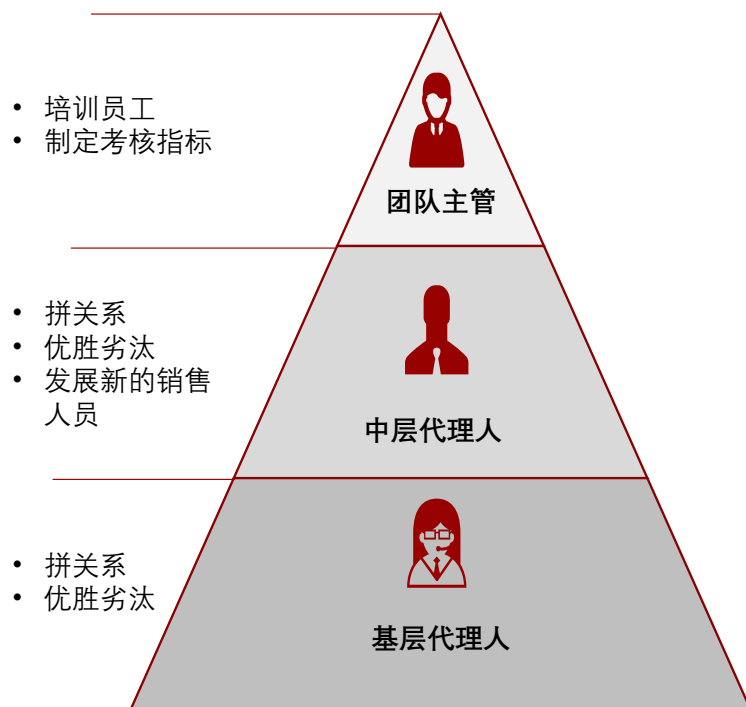 • 培训员工
• 制定考核指标
团队主管
• 拼关系
• 优胜劣汰
• 发展新的销售
人员
中层代理人
• 拼关系
• 优胜劣汰
基层代理人